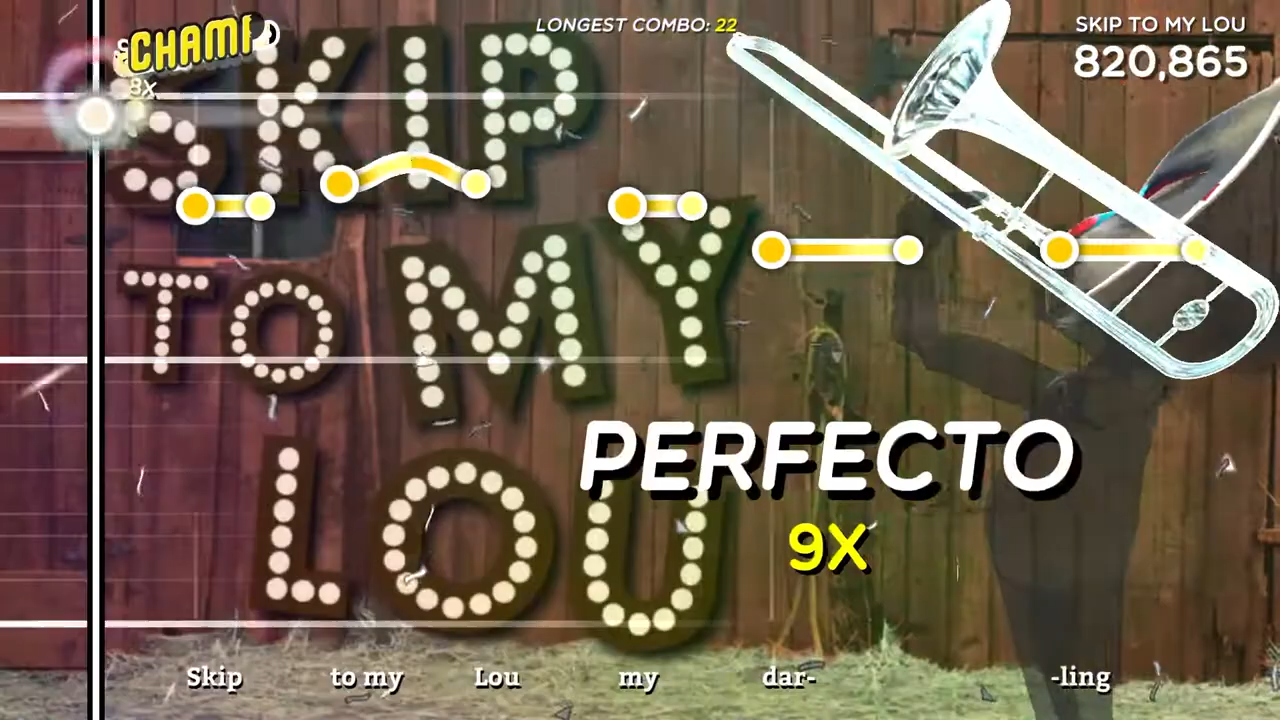 CHAMP
8X
LONGEST COMBO: 22
SKIP TO MY LOU
820,865
SKIP
TO MY
LOU
PERFECTO
9X
Skip to my Lou my dar- -ling